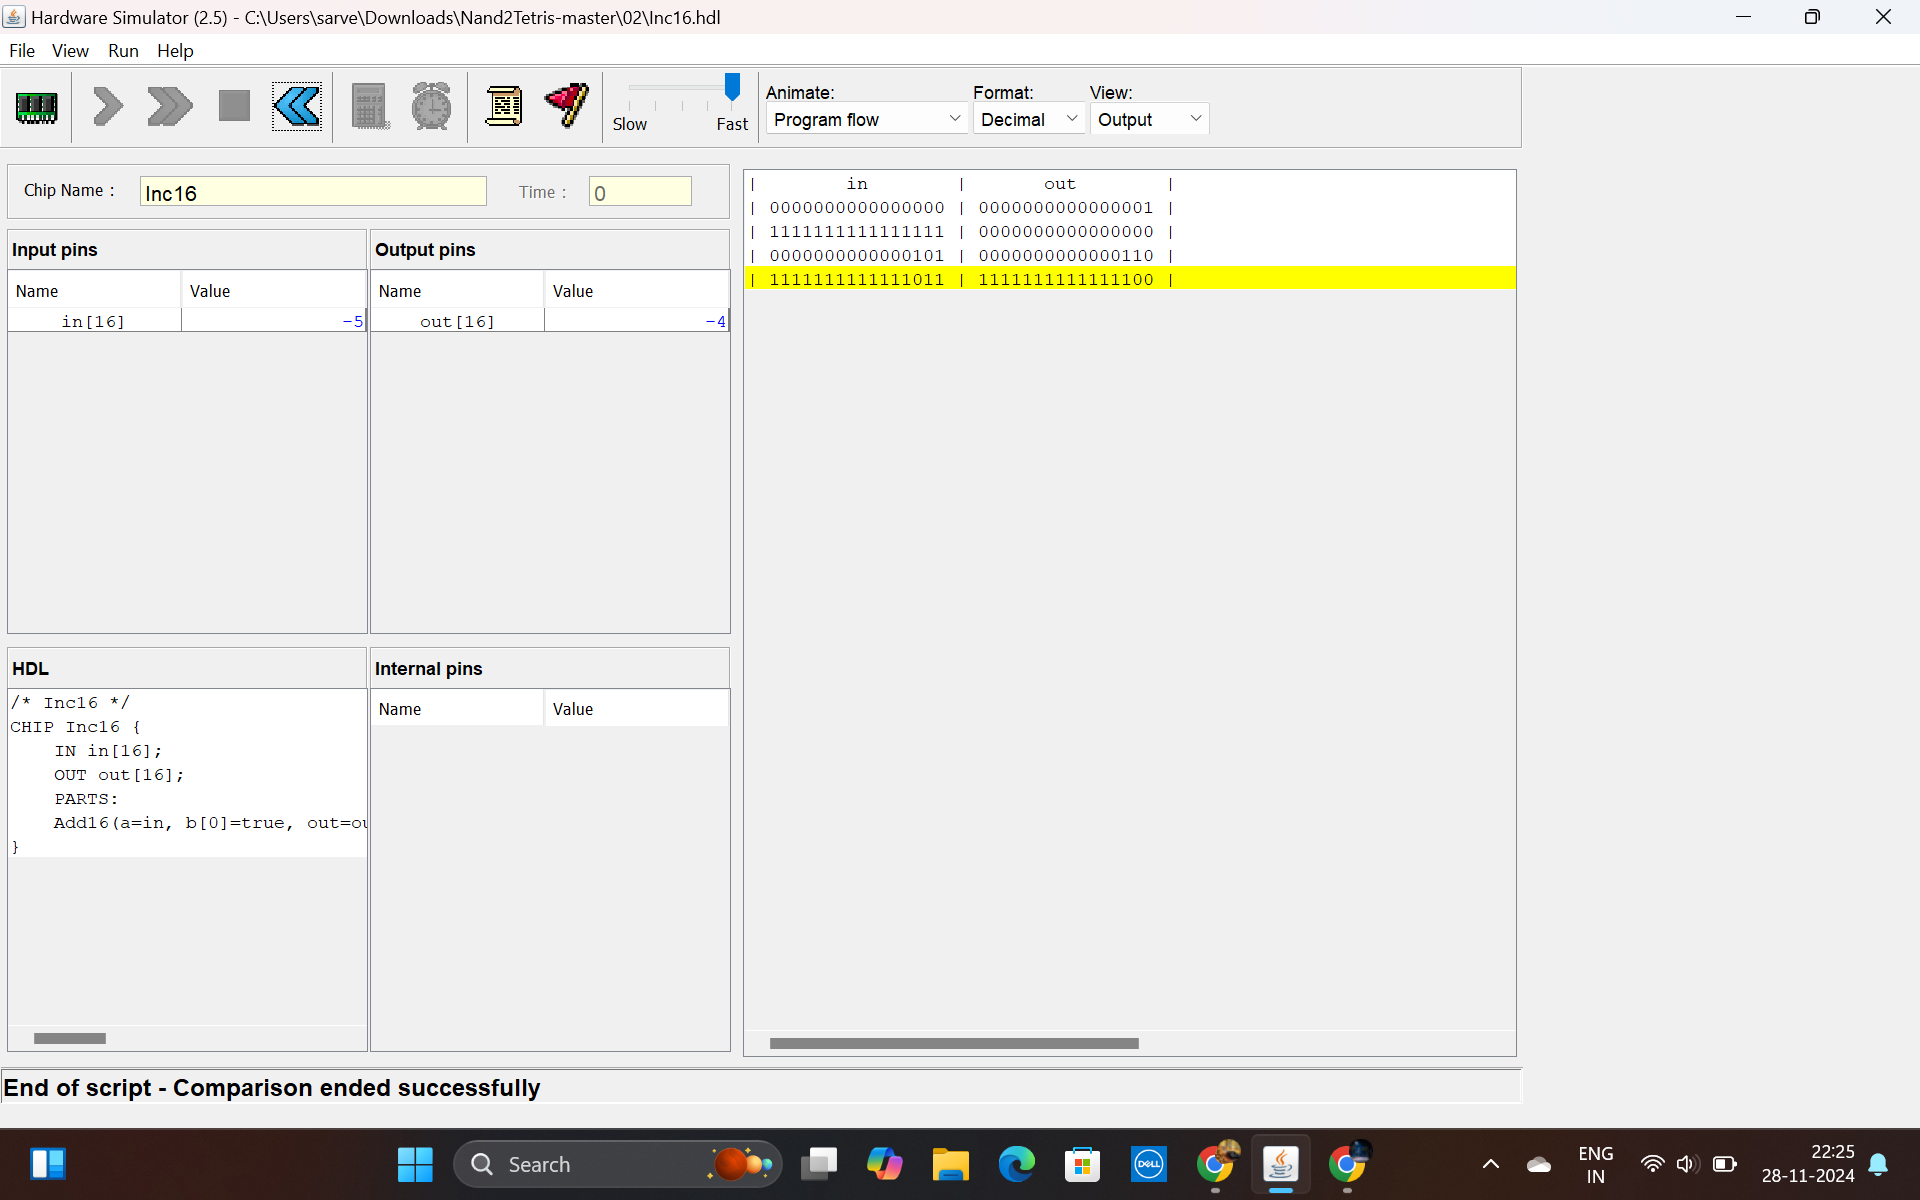 Hardware Simulator (2.5) - C:\Users\sarve\Downloads\Nand2Tetris-master\02\Inc16.hdl
File View Run Help
Slow Fast
Animate: Format: View:
Program flow Decimal Output
Chip Name : Inc16 Time : 0
Input pins Output pins
Name Value Name Value
in[16] -5 out[16] -4
| in | out |
| 0000000000000000 | 0000000000000001 |
| 1111111111111111 | 0000000000000000 |
| 0000000000000101 | 0000000000000110 |
| 1111111111111011 | 1111111111111100 |
HDL
/* Inc16 */
CHIP Inc16 {
IN in[16];
OUT out[16];
PARTS:
Add16(a=in, b[0]=true, out=ou
}
Internal pins
Name Value
End of script - Comparison ended successfully
Search
DELL
ENG
IN
22:25
28-11-2024